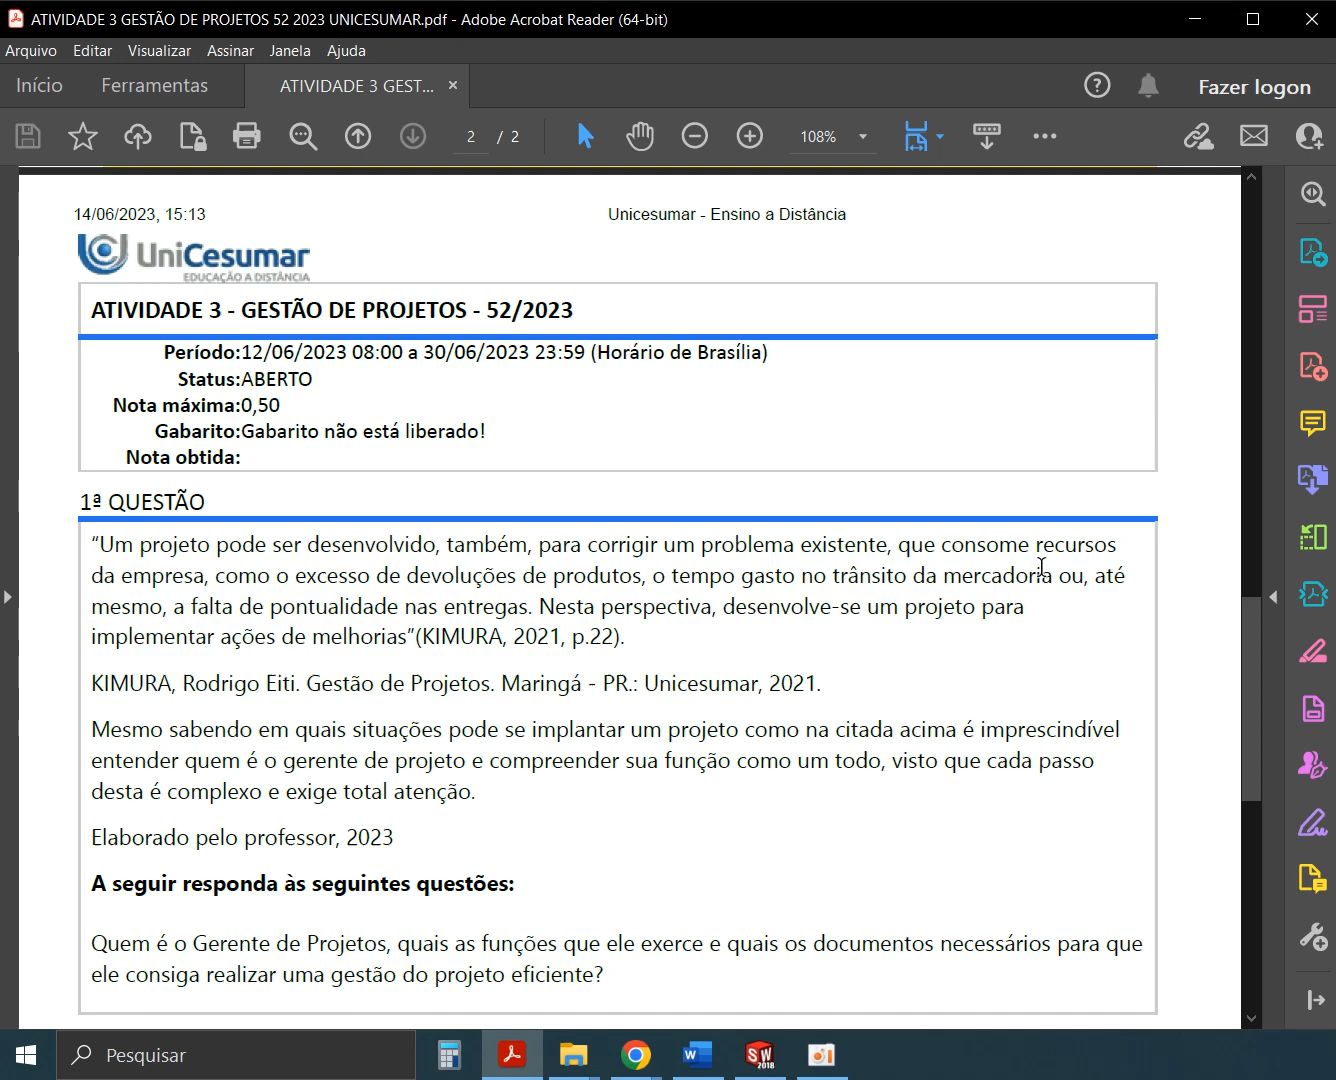 ATIVIDADE 3 GESTÃO DE PROJETOS 52 2023 UNICESUMAR.pdf - Adobe Acrobat Reader (64-bit)
Arquivo Editar Visualizar Assinar Janela Ajuda
Início Ferramentas ATIVIDADE 3 GEST... × Fazer logon
2 / 2 108%
14/06/2023, 15:13 Unicesumar - Ensino a Distância
UniCesumar
EDUCAÇÃO A DISTÂNCIA
ATIVIDADE 3 - GESTÃO DE PROJETOS - 52/2023
Período:12/06/2023 08:00 a 30/06/2023 23:59 (Horário de Brasília)
Status:ABERTO
Nota máxima:0,50
Gabarito:Gabarito não está liberado!
Nota obtida:
1ª QUESTÃO
“Um projeto pode ser desenvolvido, também, para corrigir um problema existente, que consome recursos
da empresa, como o excesso de devoluções de produtos, o tempo gasto no trânsito da mercadoria ou, até
mesmo, a falta de pontualidade nas entregas. Nesta perspectiva, desenvolve-se um projeto para
implementar ações de melhorias”(KIMURA, 2021, p.22).
KIMURA, Rodrigo Eiti. Gestão de Projetos. Maringá - PR.: Unicesumar, 2021.
Mesmo sabendo em quais situações pode se implantar um projeto como na citada acima é imprescindível
entender quem é o gerente de projeto e compreender sua função como um todo, visto que cada passo
desta é complexo e exige total atenção.
Elaborado pelo professor, 2023
A seguir responda às seguintes questões:
Quem é o Gerente de Projetos, quais as funções que ele exerce e quais os documentos necessários para que
ele consiga realizar uma gestão do projeto eficiente?
Pesquisar
SW
2018